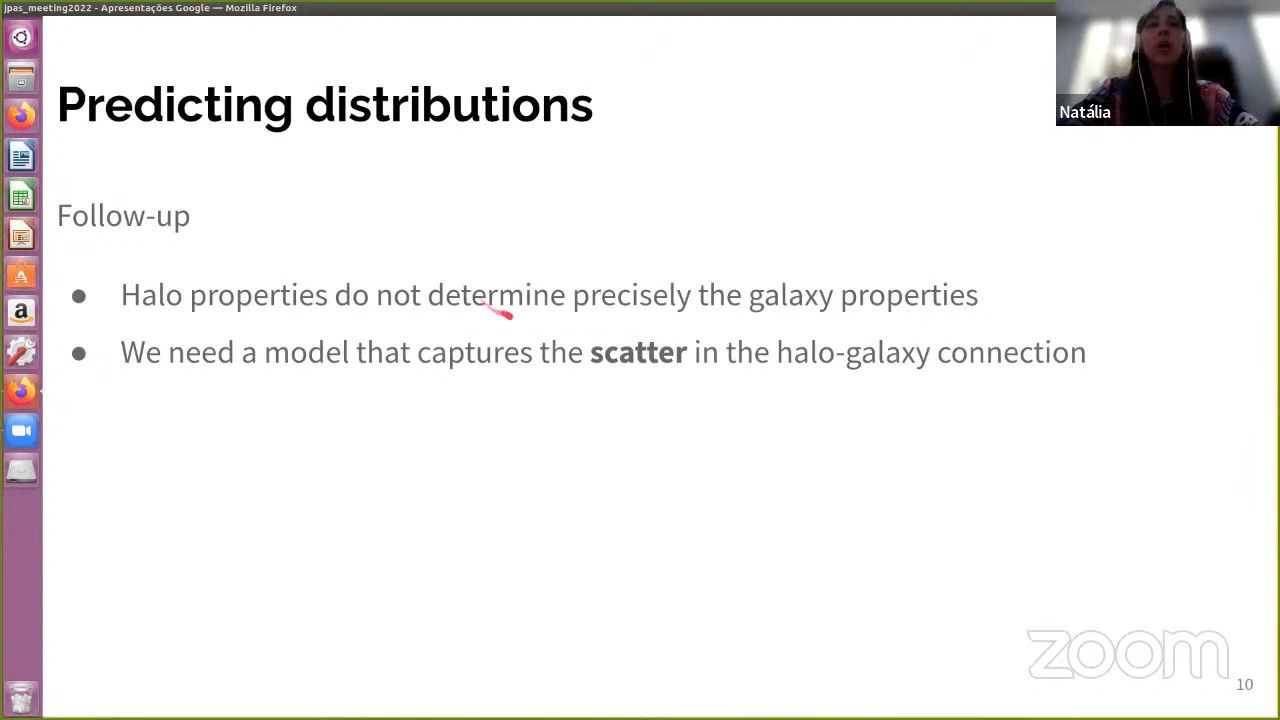 jpas_meeting2022 - Apresentações Google — Mozilla Firefox
Natália
Predicting distributions
Follow-up
● Halo properties do not determine precisely the galaxy properties
● We need a model that captures the scatter in the halo-galaxy connection
zoom
10